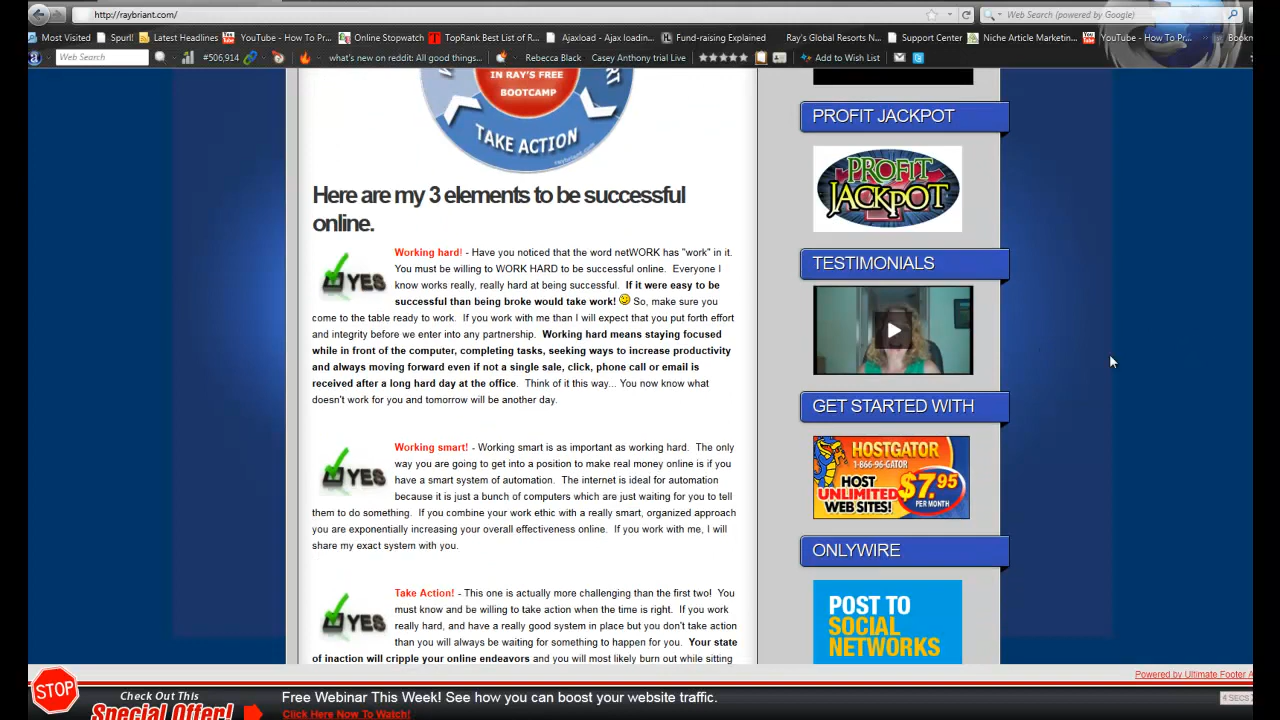 http://raybriant.com/
Web Search (powered by Google)
Most Visited Spurl! Latest Headlines YouTube - How To Pr... Online Stopwatch TopRank Best List of R... Ajaxload - Ajax loadin... Fund-raising Explained Ray's Global Resorts N... Support Center Niche Article Marketin... YouTube - How To Pr...
Web Search #506,914 what's new on reddit: All good things... Rebecca Black Casey Anthony trial Live Add to Wish List
IN RAY'S FREE
BOOTCAMP
TAKE ACTION
Here are my 3 elements to be successful
online.
YES
Working hard! - Have you noticed that the word netWORK has "work" in it.
You must be willing to WORK HARD to be successful online. Everyone I
know works really, really hard at being successful. If it were easy to be
successful than being broke would take work! So, make sure you
come to the table ready to work. If you work with me than I will expect that you put forth effort
and integrity before we enter into any partnership. Working hard means staying focused
while in front of the computer, completing tasks, seeking ways to increase productivity
and always moving forward even if not a single sale, click, phone call or email is
received after a long hard day at the office. Think of it this way... You now know what
doesn't work for you and tomorrow will be another day.
YES
Working smart! - Working smart is as important as working hard. The only
way you are going to get into a position to make real money online is if you
have a smart system of automation. The internet is ideal for automation
because it is just a bunch of computers which are just waiting for you to tell
them to do something. If you combine your work ethic with a really smart, organized approach
you are exponentially increasing your overall effectiveness online. If you work with me, I will
share my exact system with you.
YES
Take Action! - This one is actually more challenging than the first two! You
must know and be willing to take action when the time is right. If you work
really hard, and have a really good system in place but you don't take action
than you will always be waiting for something to happen for you. Your state
of inaction will cripple your online endeavors and you will most likely burn out while sitting
PROFIT JACKPOT
PROFIT
JACKPOT
TESTIMONIALS
GET STARTED WITH
HOSTGATOR
1-866-96-GATOR
HOST
UNLIMITED
WEB SITES!
$7.95
PER MONTH
ONLYWIRE
POST TO
SOCIAL
NETWORKS
Powered by Ultimate Footer A
STOP
Check Out This
Special Offer!
Free Webinar This Week! See how you can boost your website traffic.
Click Here Now To Watch!
4 SECS